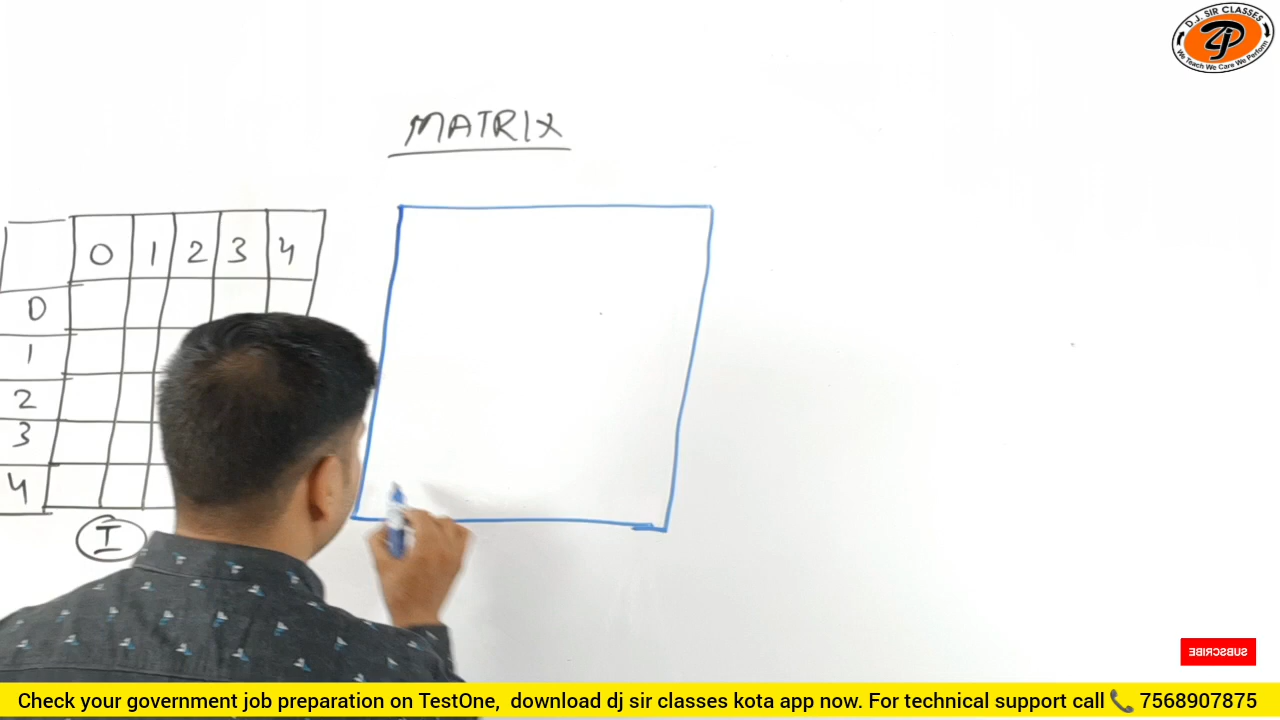 D.J. SIR CLASSES
DJ
We Teach We Care We Perform
MATRIX
0 1 2 3 4
0
1
2
3
4
I
SUBSCRIBE
Check your government job preparation on TestOne, download dj sir classes kota app now. For technical support call 📞 7568907875